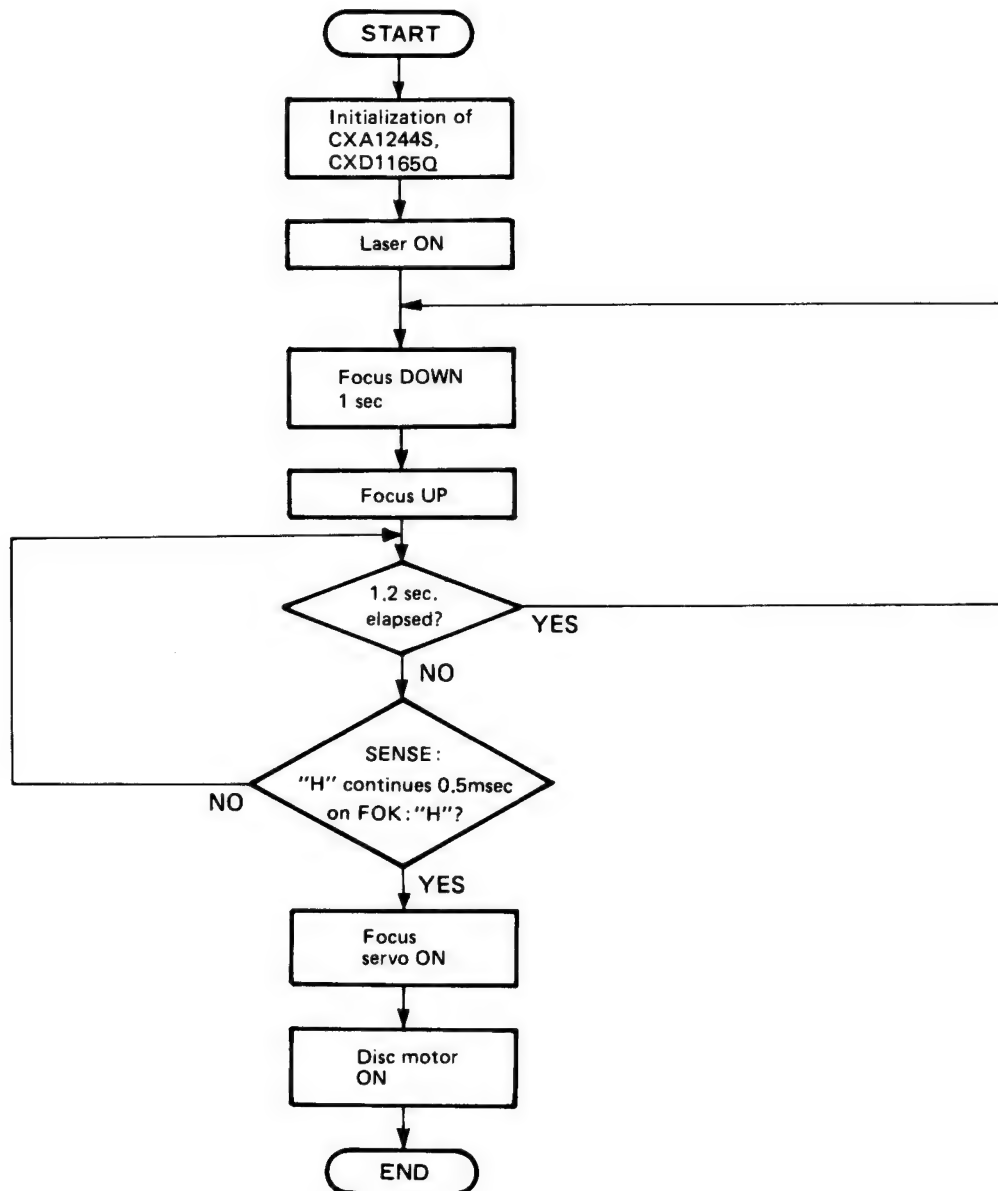 START
Initialization of
CXA1244S,
CXD1165Q
Laser ON
Focus DOWN
1 sec
Focus UP
1.2 sec.
elapsed?
YES
NO
SENSE:
"H" continues 0.5msec
on FOK: "H"?
NO
YES
Focus
servo ON
Disc motor
ON
END